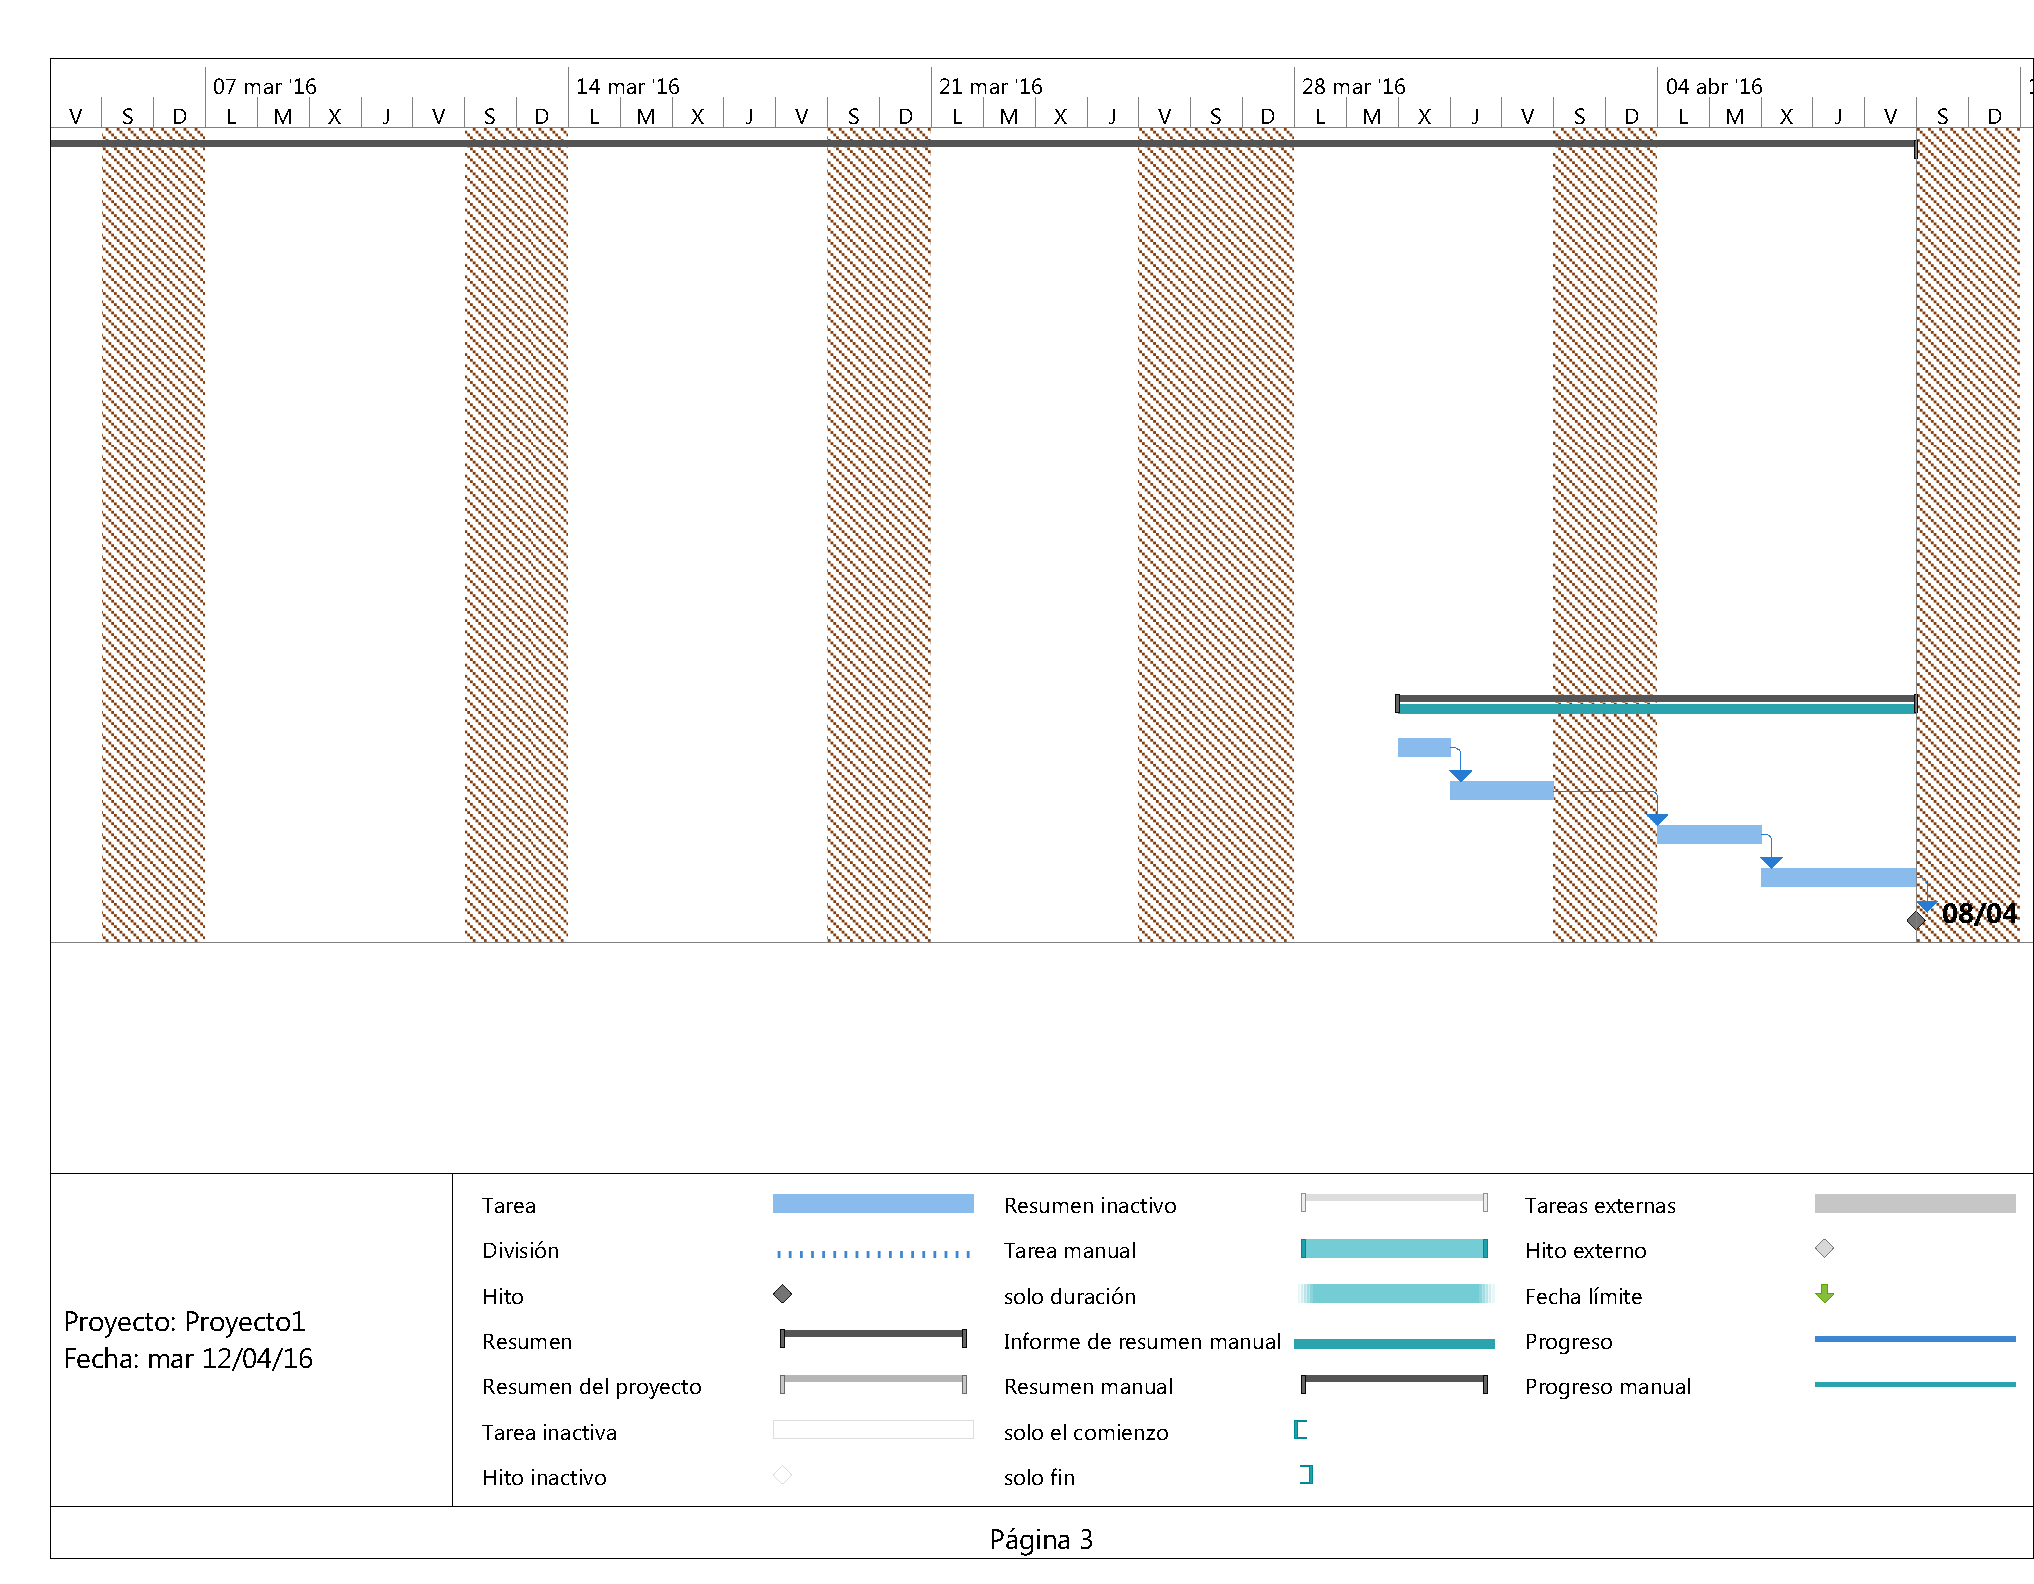 07 mar '16 14 mar '16 21 mar '16 28 mar '16 04 abr '16
V S D L M X J V S D L M X J V S D L M X J V S D L M X J V S D L M X J V S D
08/04
Tarea Resumen inactivo Tareas externas
División Tarea manual Hito externo
Hito solo duración Fecha límite
Proyecto: Proyecto1
Resumen Informe de resumen manual Progreso
Fecha: mar 12/04/16
Resumen del proyecto Resumen manual Progreso manual
Tarea inactiva solo el comienzo
Hito inactivo solo fin
Página 3